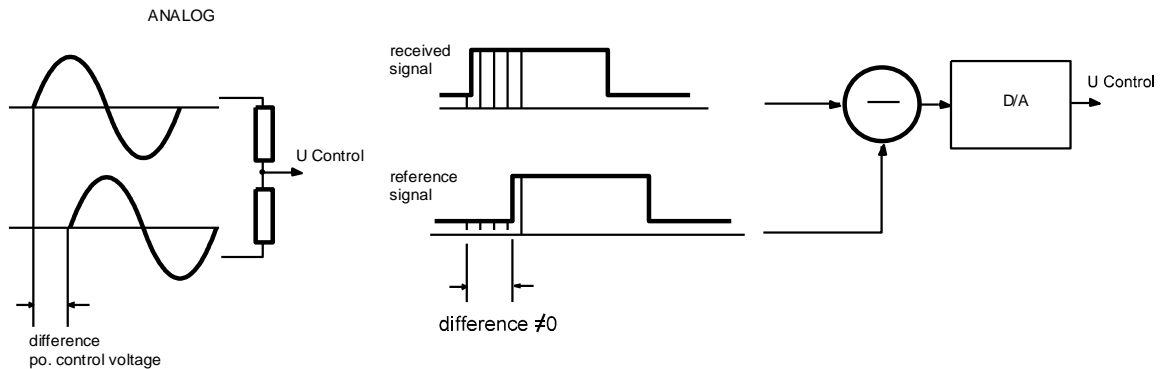 ANALOG
difference
po. control voltage
U Control
received
signal
reference
signal
difference ≠0
D/A
U Control